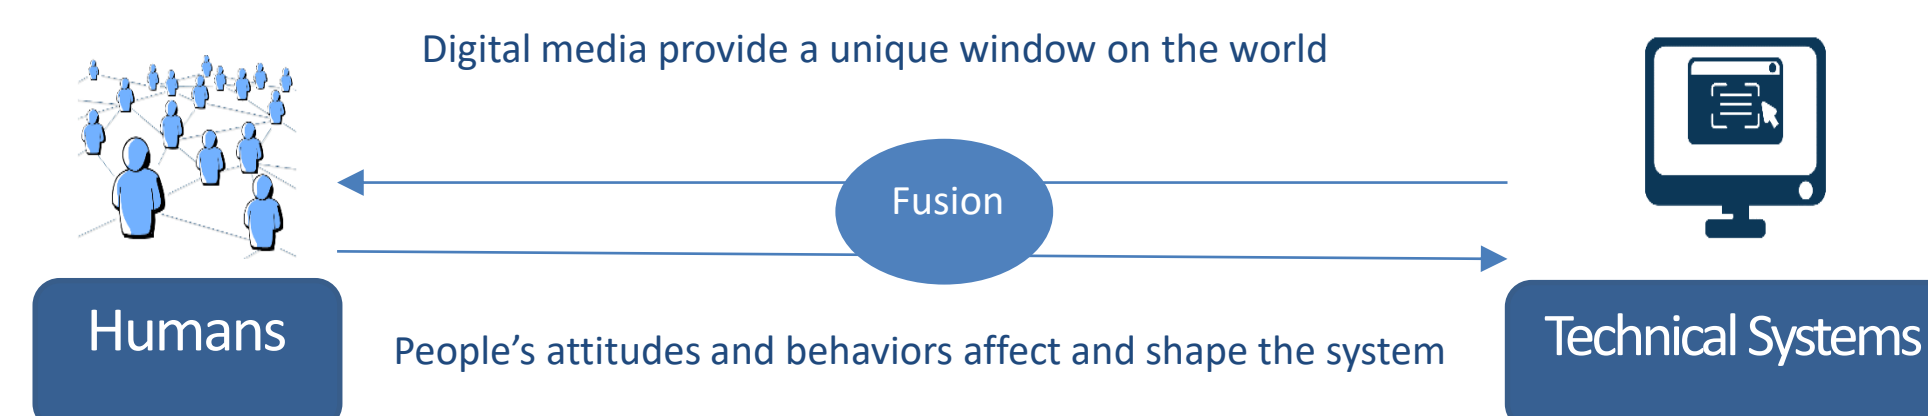 Digital media provide a unique window on the world
Fusion
Humans
People’s attitudes and behaviors affect and shape the system
Technical Systems